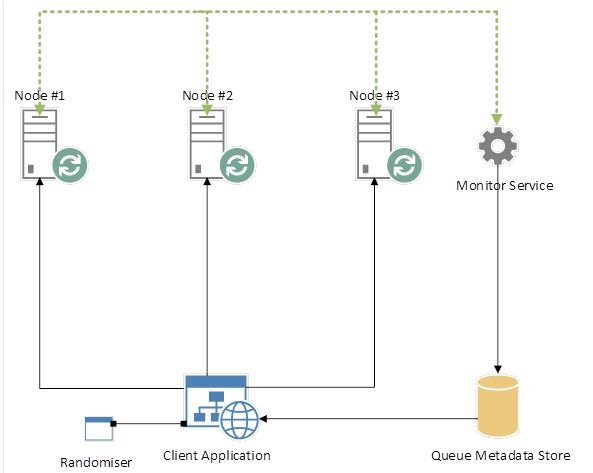 Node #1
Node #2
Node #3
Monitor Service
Randomiser
Client Application
Queue Metadata Store